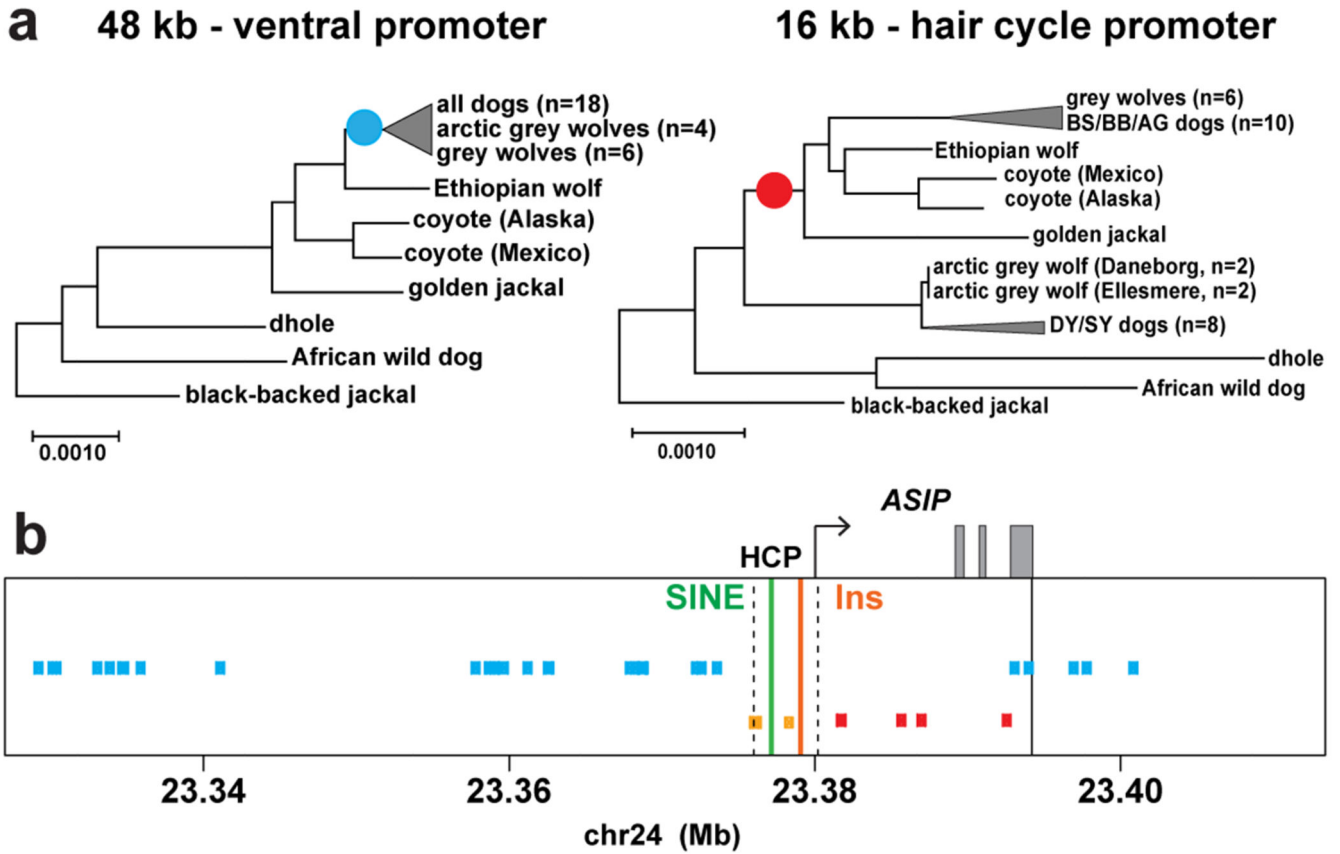 a
48 kb - ventral promoter
all dogs (n=18)
arctic grey wolves (n=4)
grey wolves (n=6)
Ethiopian wolf
coyote (Alaska)
coyote (Mexico)
golden jackal
dhole
African wild dog
black-backed jackal
0.0010
16 kb - hair cycle promoter
grey wolves (n=6)
BS/BB/AG dogs (n=10)
Ethiopian wolf
coyote (Mexico)
coyote (Alaska)
golden jackal
arctic grey wolf (Daneborg, n=2)
arctic grey wolf (Ellesmere, n=2)
DY/SY dogs (n=8)
dhole
African wild dog
black-backed jackal
0.0010
b
ASIP
HCP
SINE
Ins
23.34
23.36
23.38
23.40
chr24 (Mb)